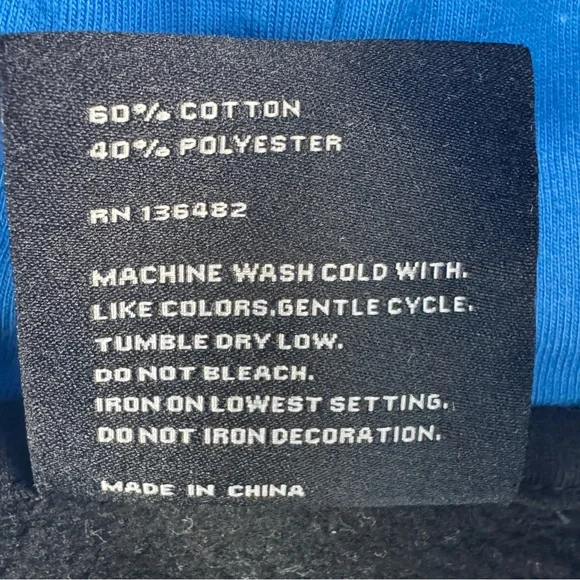 60% COTTON
40% POLYESTER
RN 136482
MACHINE WASH COLD WITH.
LIKE COLORS.GENTLE CYCLE.
TUMBLE DRY LOW.
DO NOT BLEACH.
IRON ON LOWEST SETTING.
DO NOT IRON DECORATION.
MADE IN CHINA